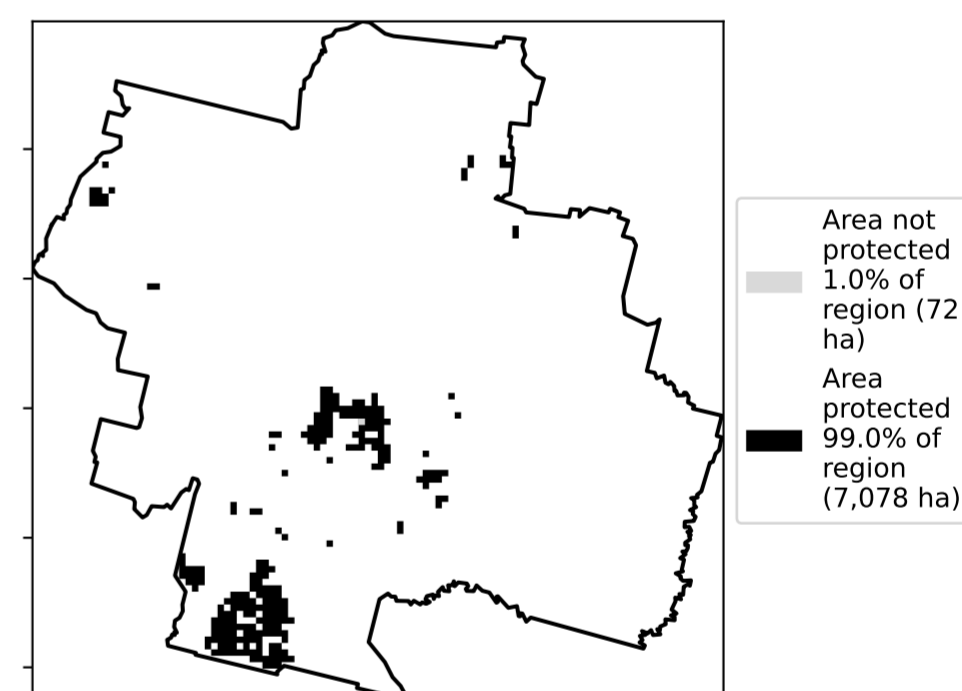 Area not
protected
1.0% of
region (72
ha)
Area
protected
99.0% of
region
(7,078 ha)